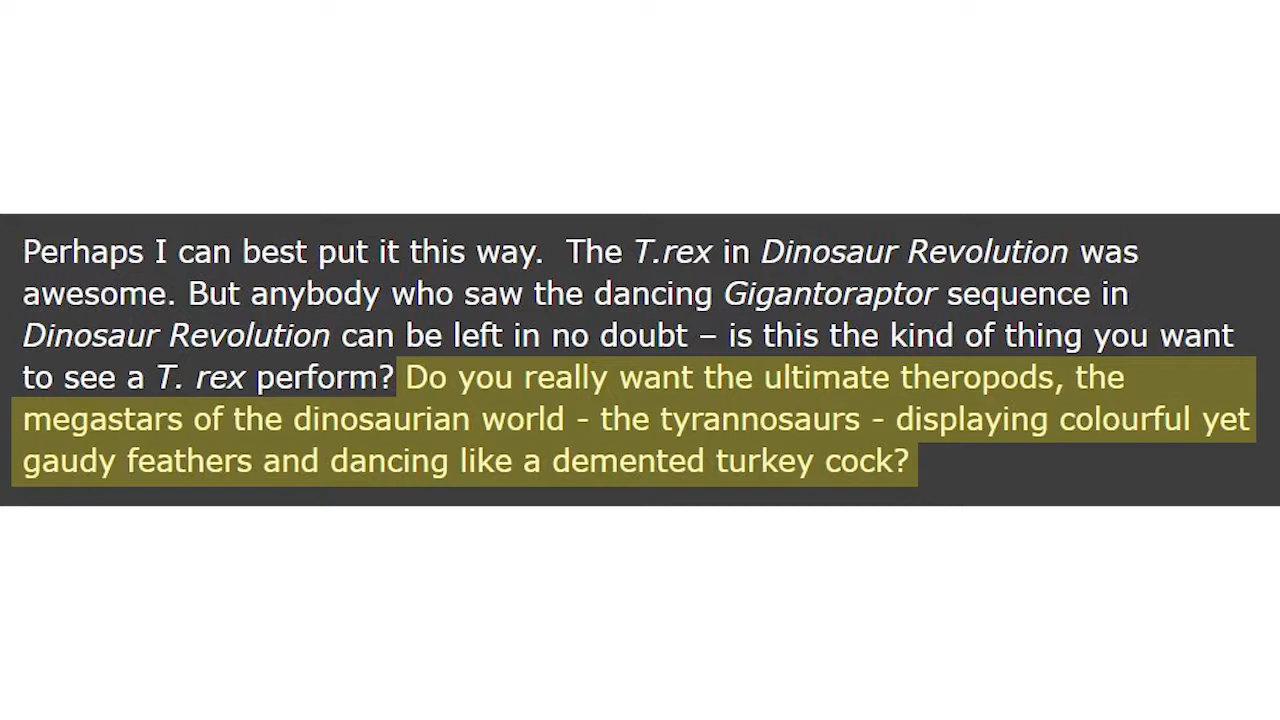 Perhaps I can best put it this way.  The T.rex in Dinosaur Revolution was
awesome. But anybody who saw the dancing Gigantoraptor sequence in
Dinosaur Revolution can be left in no doubt – is this the kind of thing you want
to see a T. rex perform? Do you really want the ultimate theropods, the
megastars of the dinosaurian world - the tyrannosaurs - displaying colourful yet
gaudy feathers and dancing like a demented turkey cock?